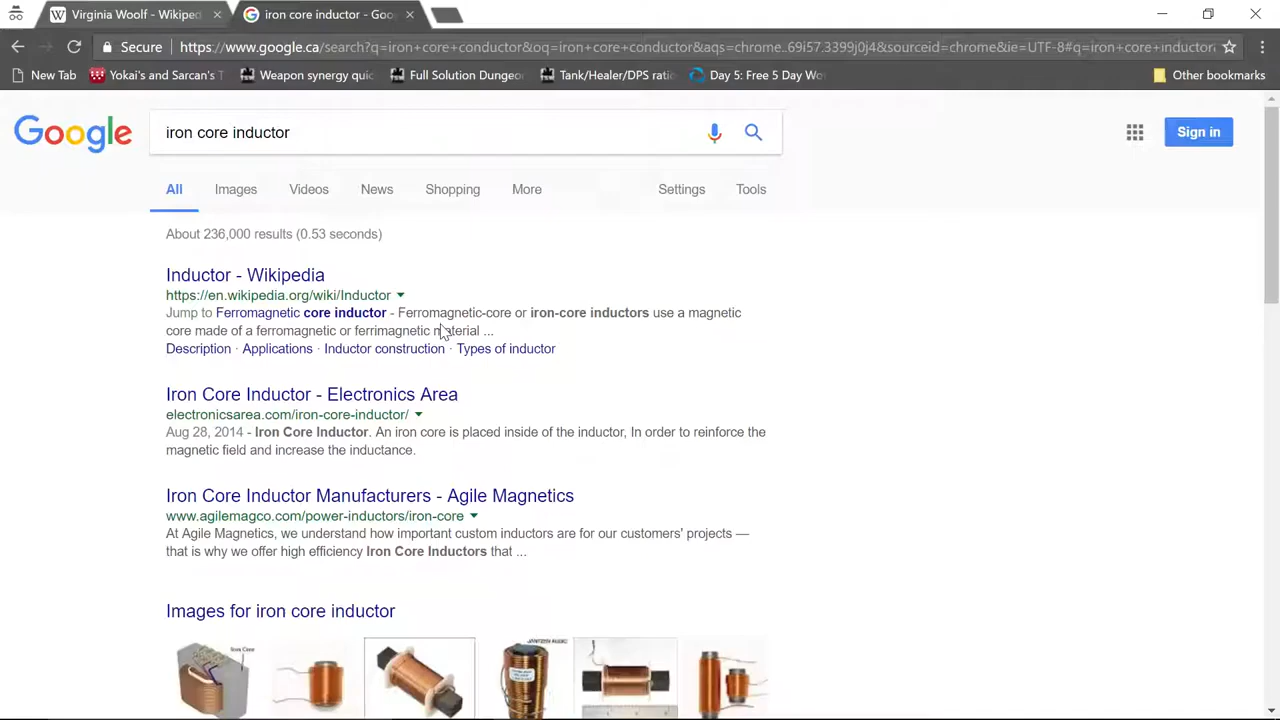 Virginia Woolf - Wikiped
iron core inductor - Goo
Secure
https://www.google.ca/search?q=iron+core+conductor&oq=iron+core+conductor&aqs=chrome..69i57.3399j0j4&sourceid=chrome&ie=UTF-8#q=iron+core+inductor
New Tab
Yokai's and Sarcan's T
Weapon synergy quic
Full Solution Dungeo
Tank/Healer/DPS ratio
Day 5: Free 5 Day Wo
Other bookmarks
Google
iron core inductor
Sign in
All
Images
Videos
News
Shopping
More
Settings
Tools
About 236,000 results (0.53 seconds)
Inductor - Wikipedia
https://en.wikipedia.org/wiki/Inductor
Jump to Ferromagnetic core inductor - Ferromagnetic-core or iron-core inductors use a magnetic
core made of a ferromagnetic or ferrimagnetic material ...
Description · Applications · Inductor construction · Types of inductor
Iron Core Inductor - Electronics Area
electronicsarea.com/iron-core-inductor/
Aug 28, 2014 - Iron Core Inductor. An iron core is placed inside of the inductor, In order to reinforce the
magnetic field and increase the inductance.
Iron Core Inductor Manufacturers - Agile Magnetics
www.agilemagco.com/power-inductors/iron-core
At Agile Magnetics, we understand how important custom inductors are for our customers' projects —
that is why we offer high efficiency Iron Core Inductors that ...
Images for iron core inductor
Iron Core